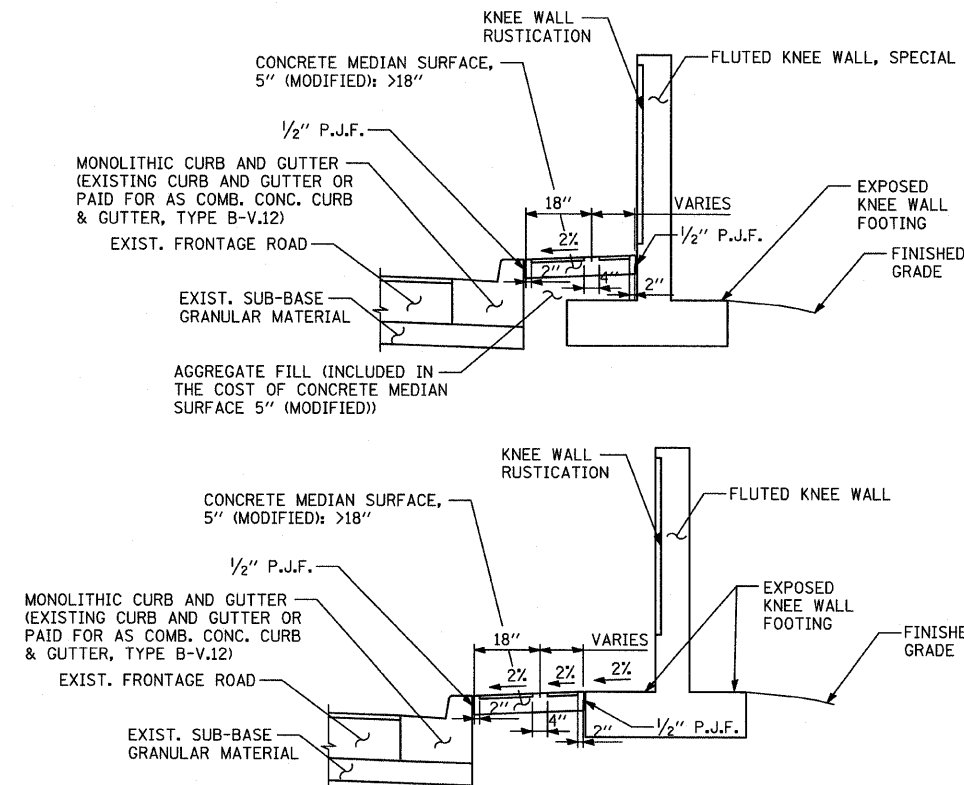 KNEE WALL
RUSTICATION
CONCRETE MEDIAN SURFACE,
5" (MODIFIED): >18"
FLUTED KNEE WALL, SPECIAL
1/2" P.J.F.
MONOLITHIC CURB AND GUTTER
(EXISTING CURB AND GUTTER OR
PAID FOR AS COMB. CONC. CURB
& GUTTER, TYPE B-V.12)
EXIST. FRONTAGE ROAD
18"
VARIES
EXPOSED
KNEE WALL
FOOTING
2%
1/2" P.J.F.
FINISHED
GRADE
2"
4"
2"
EXIST. SUB-BASE
GRANULAR MATERIAL
AGGREGATE FILL (INCLUDED IN
THE COST OF CONCRETE MEDIAN
SURFACE 5" (MODIFIED))
KNEE WALL
RUSTICATION
CONCRETE MEDIAN SURFACE,
5" (MODIFIED): >18"
FLUTED KNEE WALL
1/2" P.J.F.
MONOLITHIC CURB AND GUTTER
(EXISTING CURB AND GUTTER OR
PAID FOR AS COMB. CONC. CURB
& GUTTER, TYPE B-V.12)
EXIST. FRONTAGE ROAD
18"
VARIES
EXPOSED
KNEE WALL
FOOTING
2%
2%
2%
FINISHE
GRADE
2"
4"
2"
1/2" P.J.F.
EXIST. SUB-BASE
GRANULAR MATERIAL